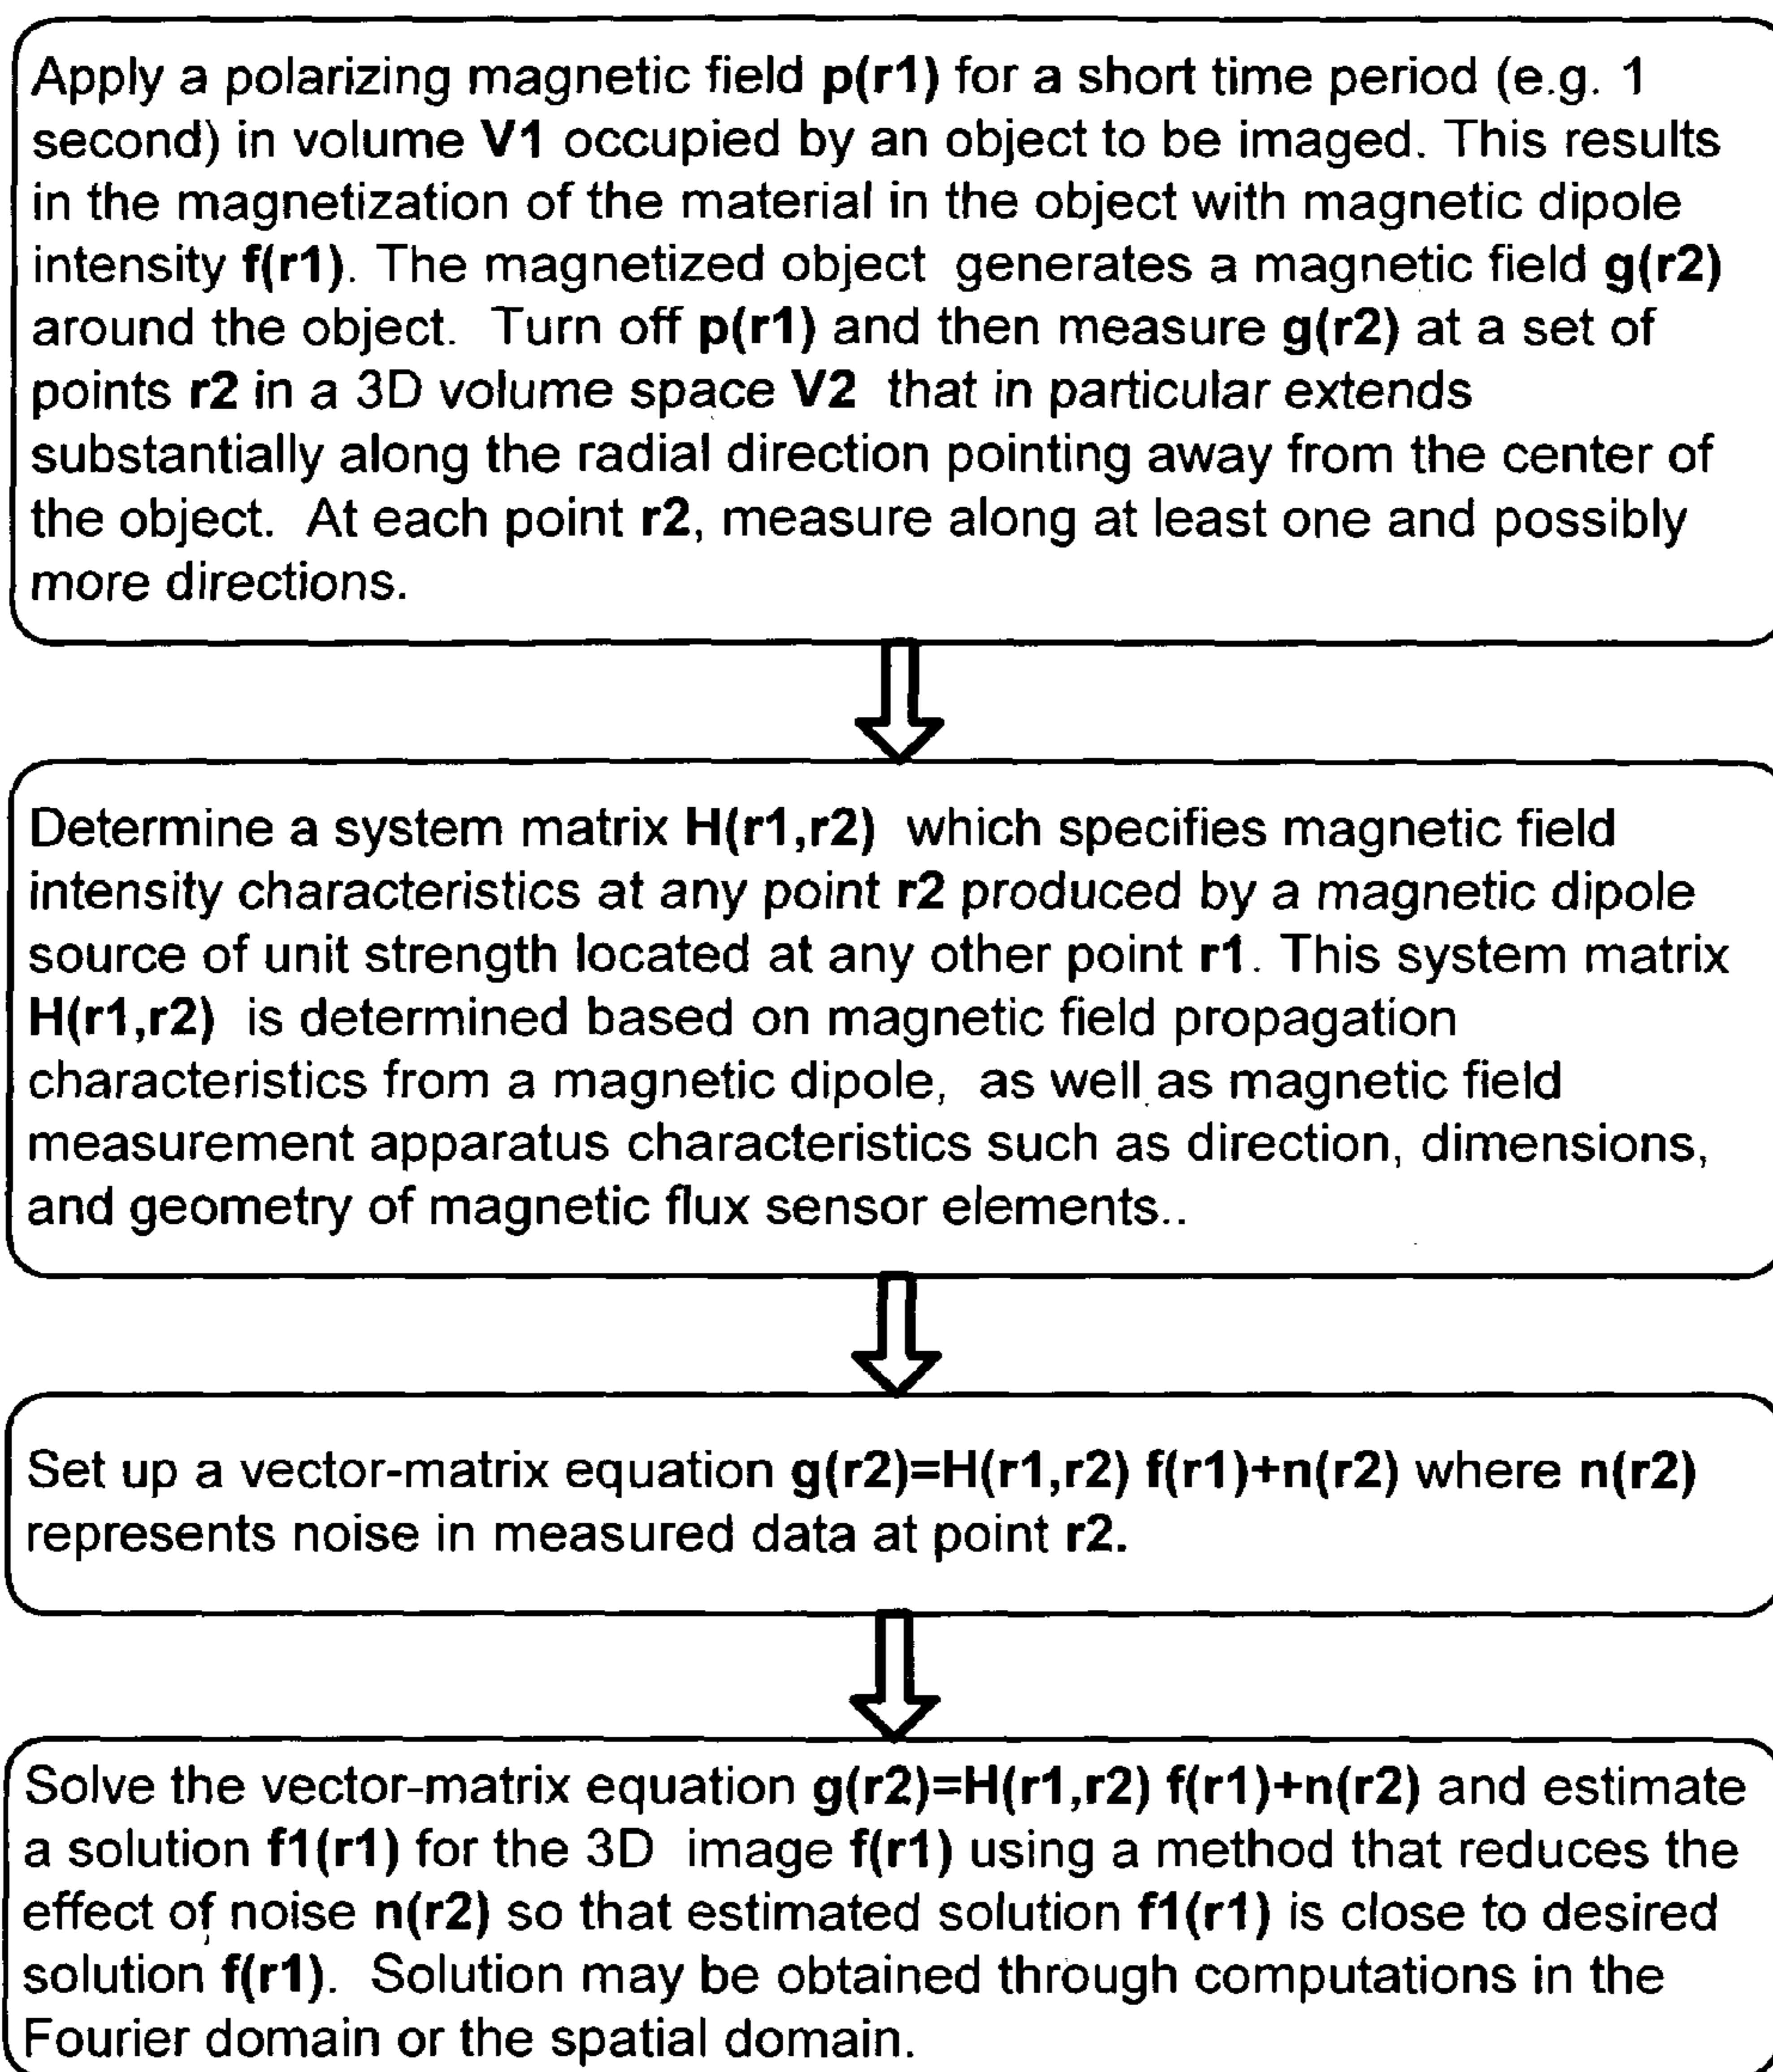 Apply a polarizing magnetic field p(r1) for a short time period (e.g. 1
second) in volume V1 occupied by an object to be imaged. This results
in the magnetization of the material in the object with magnetic dipole
intensity f(r1). The magnetized object generates a magnetic field g(r2)
around the object. Turn off p(r1) and then measure g(r2) at a set of
points r2 in a 3D volume space V2 that in particular extends
substantially along the radial direction pointing away from the center of
the object. At each point r2, measure along at least one and possibly
more directions.
Determine a system matrix H(r1,r2) which specifies magnetic field
intensity characteristics at any point r2 produced by a magnetic dipole
source of unit strength located at any other point r1. This system matrix
H(r1,r2) is determined based on magnetic field propagation
characteristics from a magnetic dipole, as well as magnetic field
measurement apparatus characteristics such as direction, dimensions,
and geometry of magnetic flux sensor elements..
Set up a vector-matrix equation g(r2)=H(r1,r2) f(r1)+n(r2) where n(r2)
represents noise in measured data at point r2.
Solve the vector-matrix equation g(r2)=H(r1,r2) f(r1)+n(r2) and estimate
a solution f1(r1) for the 3D image f(r1) using a method that reduces the
effect of noise n(r2) so that estimated solution f1(r1) is close to desired
solution f(r1). Solution may be obtained through computations in the
Fourier domain or the spatial domain.